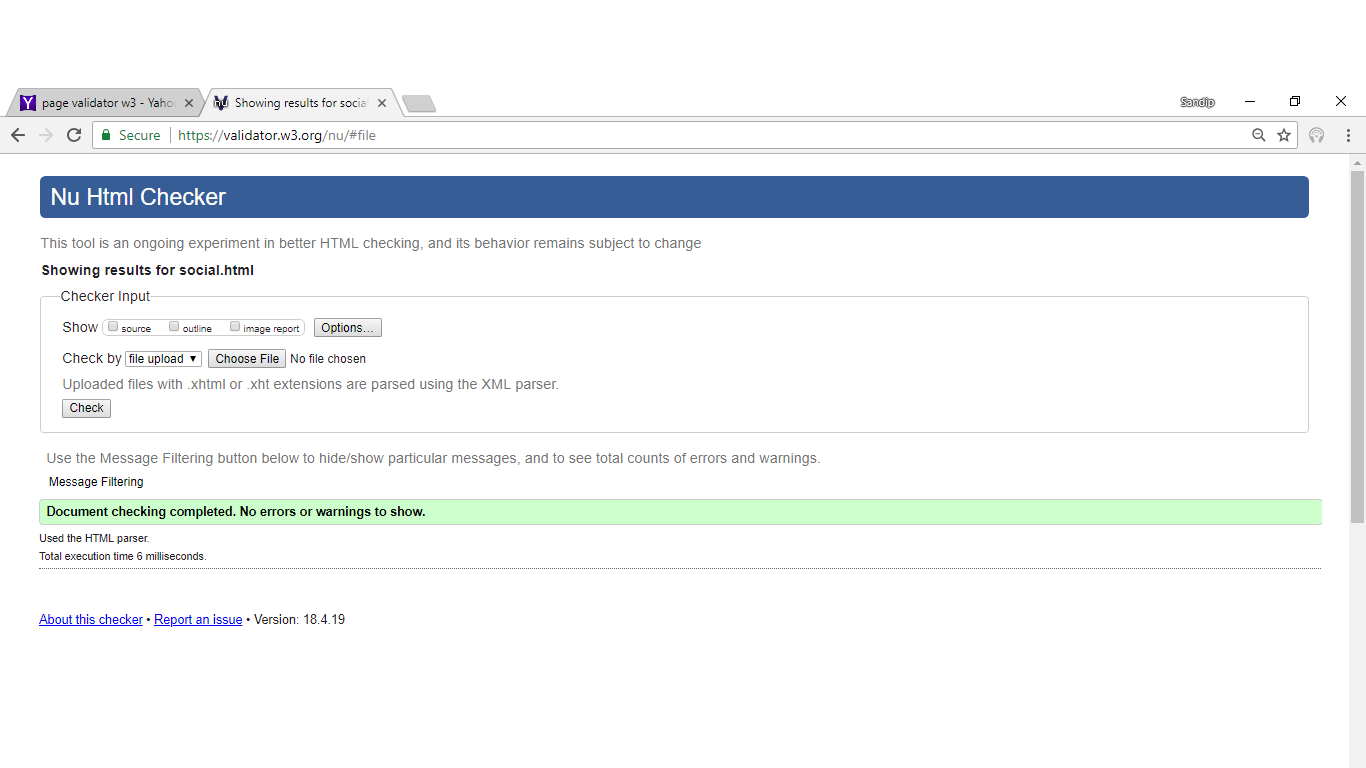 page validator w3 - Yaho
Showing results for social
Sandip
Secure https://validator.w3.org/nu/#file
Nu Html Checker
This tool is an ongoing experiment in better HTML checking, and its behavior remains subject to change
Showing results for social.html
Checker Input
Show source outline image report Options...
Check by file upload Choose File No file chosen
Uploaded files with .xhtml or .xht extensions are parsed using the XML parser.
Check
Use the Message Filtering button below to hide/show particular messages, and to see total counts of errors and warnings.
Message Filtering
Document checking completed. No errors or warnings to show.
Used the HTML parser.
Total execution time 6 milliseconds.
About this checker • Report an issue • Version: 18.4.19